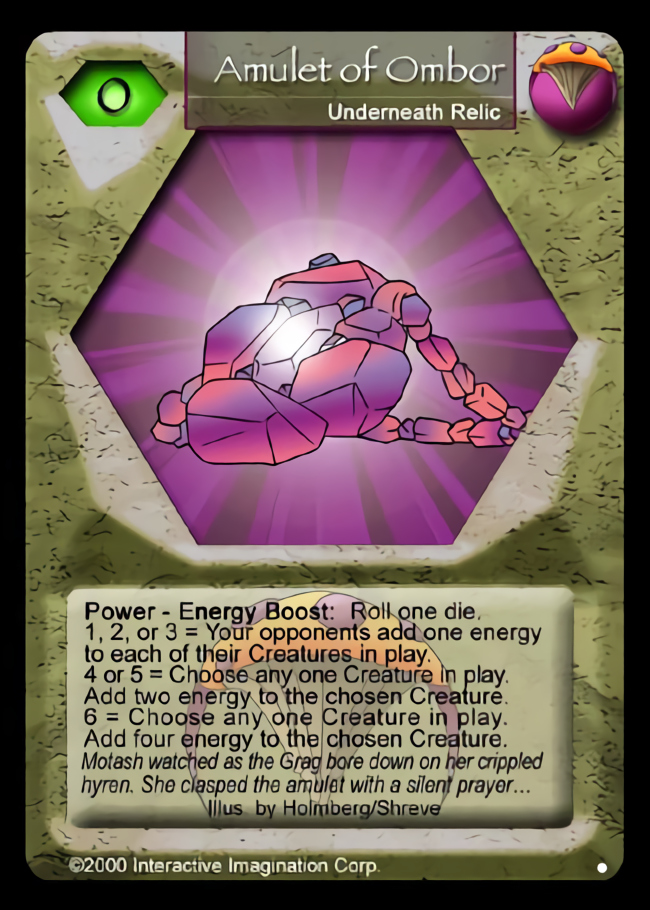 0
Amulet of Ombor
Underneath Relic
Power - Energy Boost: Roll one die.
1, 2, or 3 = Your opponents add one energy
to each of their Creatures in play.
4 or 5 = Choose any one Creature in play.
Add two energy to the chosen Creature.
6 = Choose any one Creature in play.
Add four energy to the chosen Creature.
Motash watched as the Grag bore down on her crippled
hyren. She clasped the amulet with a silent prayer...
Illus by Holmberg/Shreve
©2000 Interactive Imagination Corp.